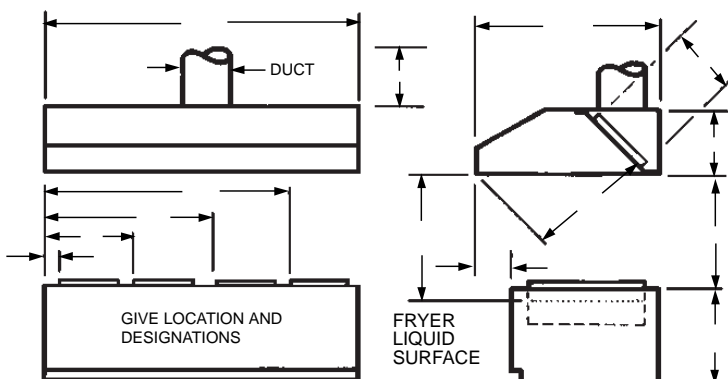 DUCT
GIVE LOCATION AND
DESIGNATIONS
FRYER
LIQUID
SURFACE